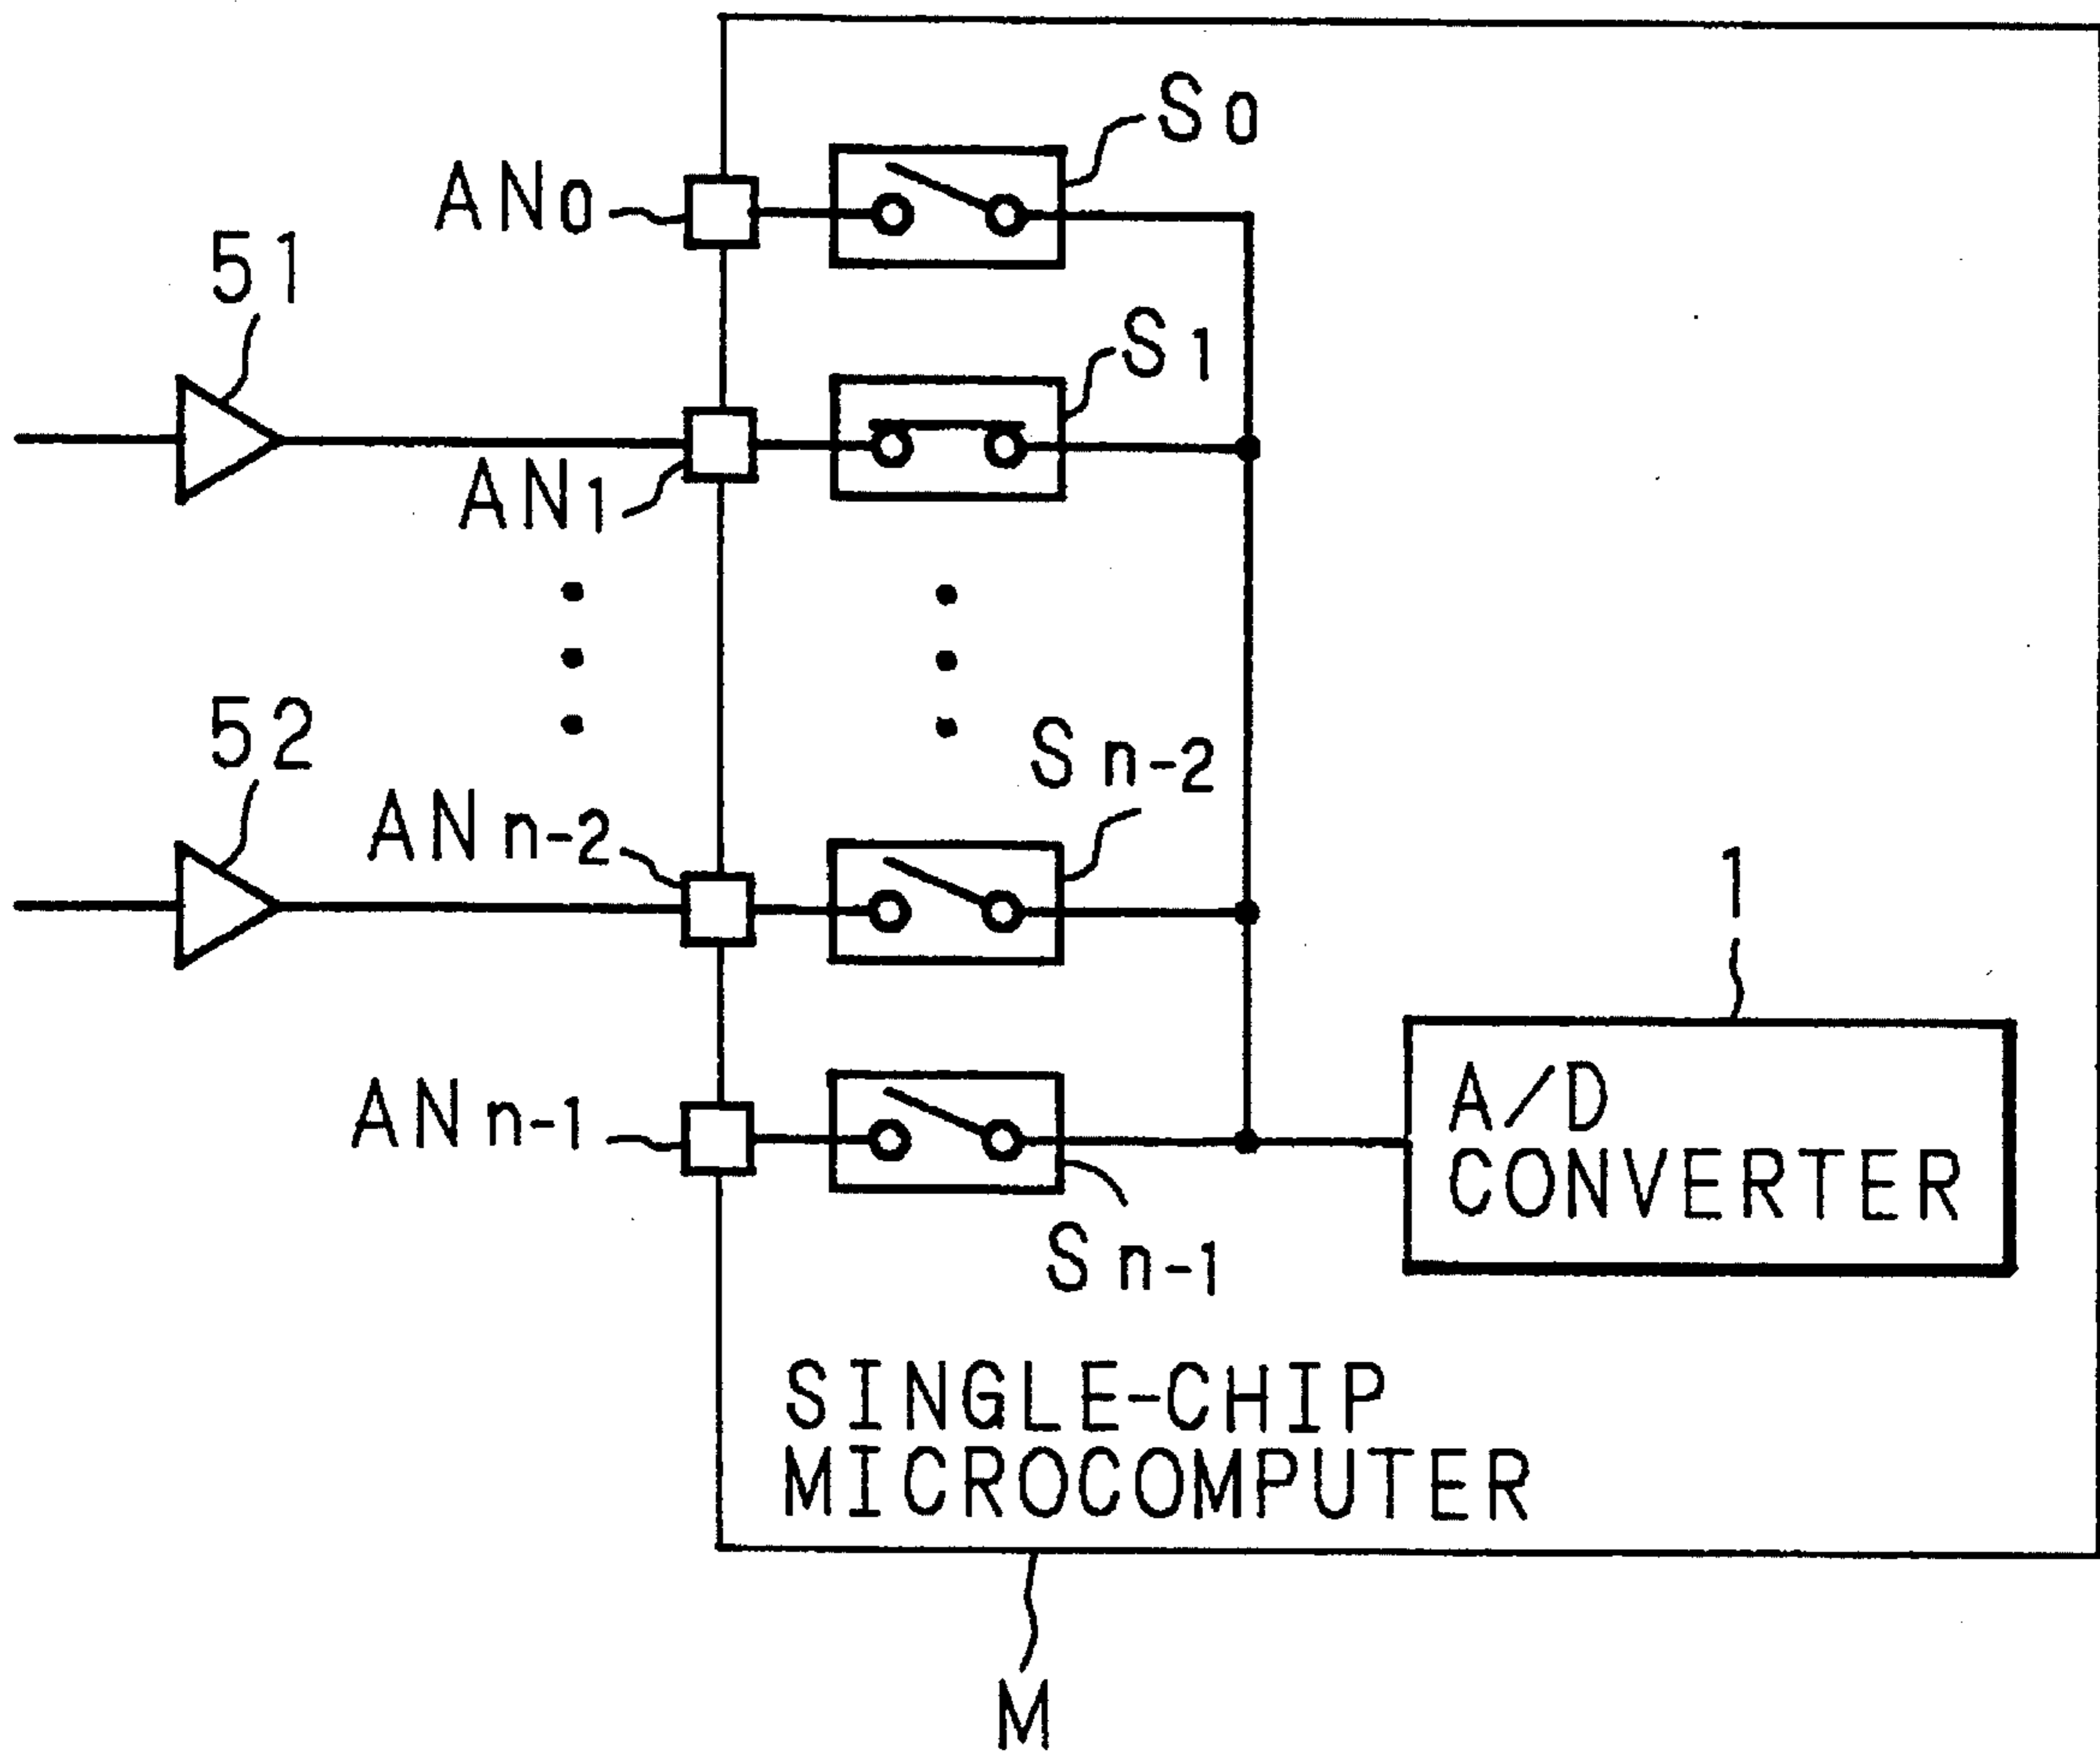 S0
AN0
51
S1
AN1
52
Sn-2
ANn-2
1
ANn-1
A/D
CONVERTER
Sn-1
SINGLE-CHIP
MICROCOMPUTER
M